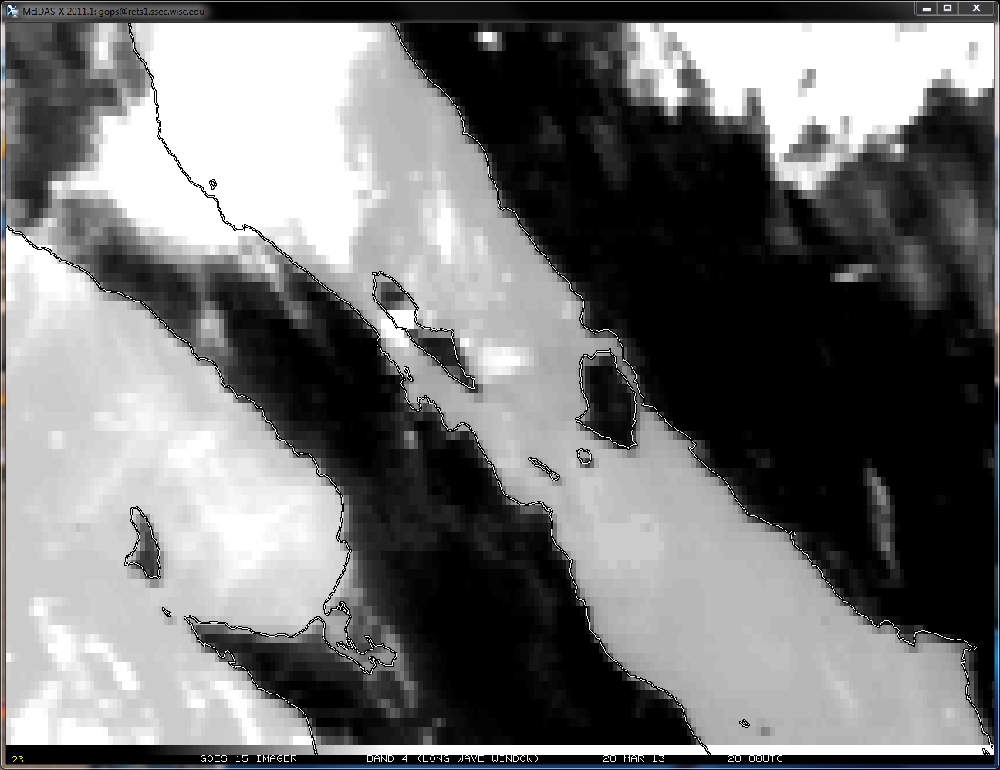 McIDAS-X 2011.1: gops@rets1.ssec.wisc.edu
23 GOES-15 IMAGER BAND 4 (LONG WAVE WINDOW) 20 MAR 13 20:00UTC